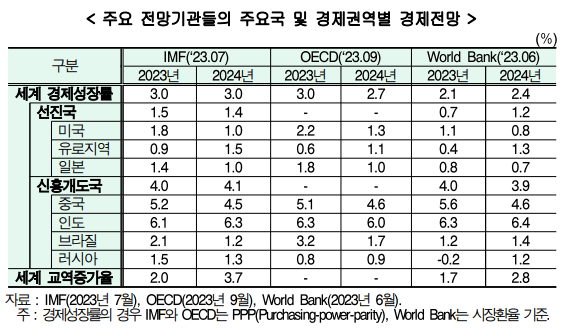 < 주요 전망기관들의 주요국 및 경제권역별 경제전망 >
(%)
구분 IMF(‘23.07) OECD(‘23.09) World Bank(‘23.06)
2023년 2024년 2023년 2024년 2023년 2024년
세계 경제성장률 3.0 3.0 3.0 2.7 2.1 2.4
선진국 1.5 1.4 - - 0.7 1.2
미국 1.8 1.0 2.2 1.3 1.1 0.8
유로지역 0.9 1.5 0.6 1.1 0.4 1.3
일본 1.4 1.0 1.8 1.0 0.8 0.7
신흥개도국 4.0 4.1 - - 4.0 3.9
중국 5.2 4.5 5.1 4.6 5.6 4.6
인도 6.1 6.3 6.3 6.0 6.3 6.4
브라질 2.1 1.2 3.2 1.7 1.2 1.4
러시아 1.5 1.3 0.8 0.9 -0.2 1.2
세계 교역증가율 2.0 3.7 - - 1.7 2.8
자료 : IMF(2023년 7월), OECD(2023년 9월), World Bank(2023년 6월).
주 : 경제성장률의 경우 IMF와 OECD는 PPP(Purchasing-power-parity), World Bank는 시장환율 기준.